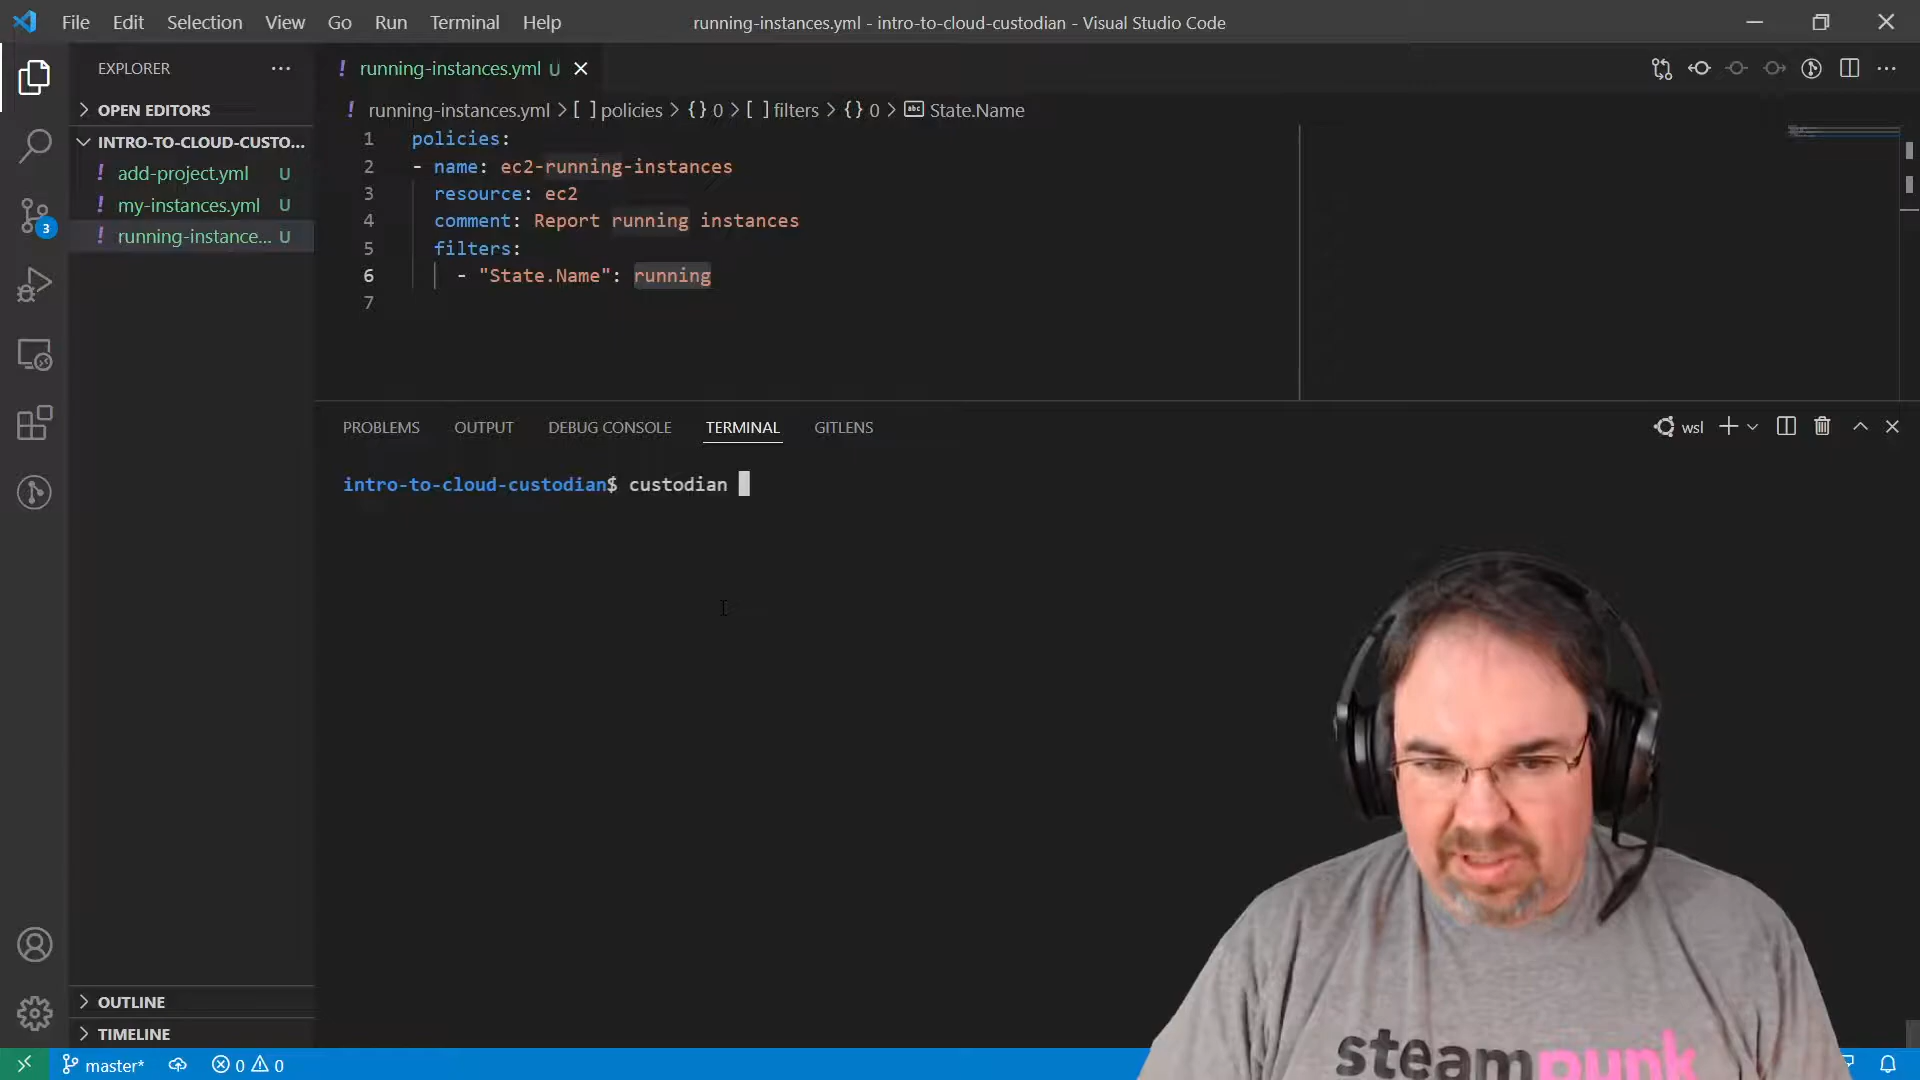 File Edit Selection View Go Run Terminal Help
running-instances.yml - intro-to-cloud-custodian - Visual Studio Code
EXPLORER
OPEN EDITORS
INTRO-TO-CLOUD-CUSTO...
add-project.yml U
my-instances.yml U
running-instance... U
3
OUTLINE
TIMELINE
running-instances.yml U
running-instances.yml > [ ] policies > {} 0 > [ ] filters > {} 0 > abc State.Name
1 policies:
2 - name: ec2-running-instances
3 resource: ec2
4 comment: Report running instances
5 filters:
6 - "State.Name": running
7
PROBLEMS OUTPUT DEBUG CONSOLE TERMINAL GITLENS
wsl
intro-to-cloud-custodian$ custodian
steampunk
master* 0 0